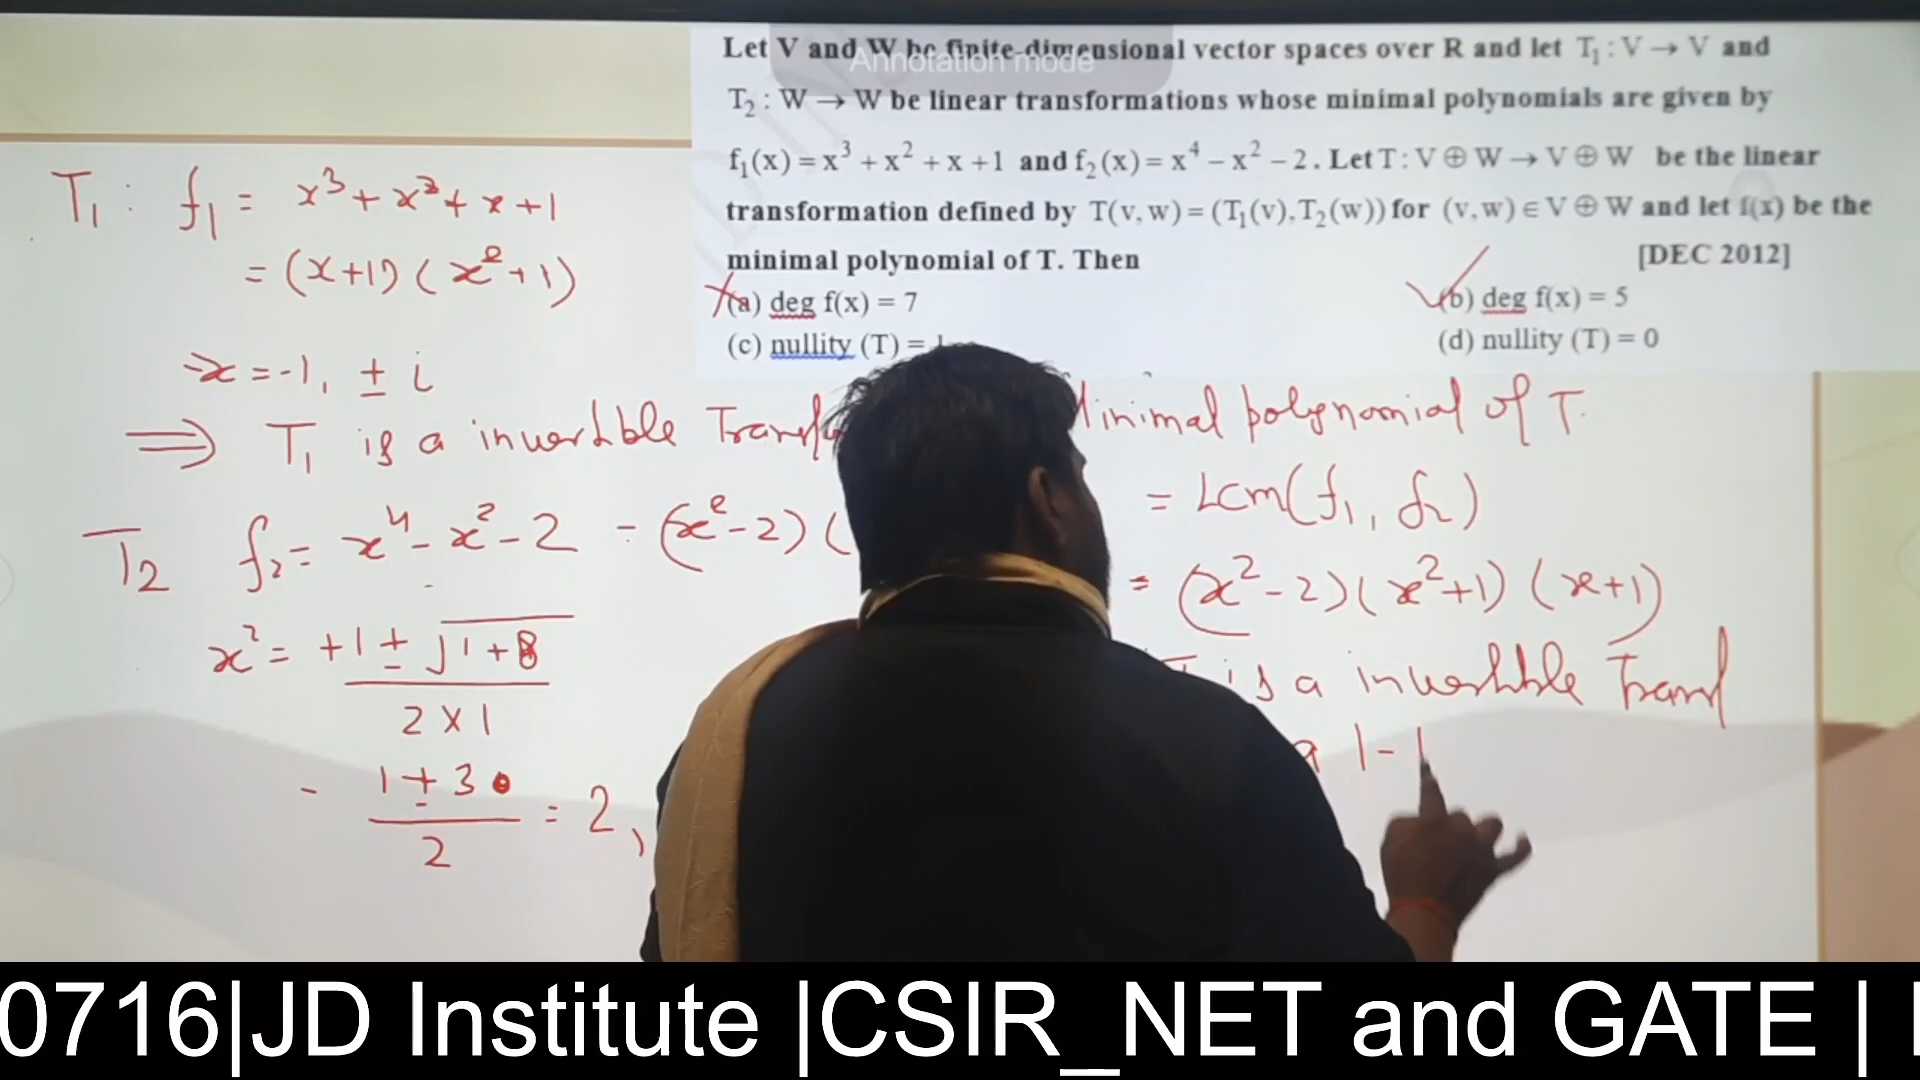 Annotation mode
Let V and W be finite-dimensional vector spaces over R and let T₁ : V → V and
T₂ : W → W be linear transformations whose minimal polynomials are given by
f₁(x) = x³ + x² + x + 1 and f₂(x) = x⁴ − x² − 2. Let T : V ⊕ W → V ⊕ W be the linear
transformation defined by T(v, w) = (T₁(v), T₂(w)) for (v, w) ∈ V ⊕ W and let f(x) be the
minimal polynomial of T. Then [DEC 2012]
(a) deg f(x) = 7 (b) deg f(x) = 5
(c) nullity (T) = (d) nullity (T) = 0
T₁ : f₁ = x³ + x² + x + 1
= (x+1) (x²+1)
x = -1, ± i
⇒ T₁ is a invertible Transf
T₂ f₂ = x⁴ - x² - 2 = (x²-2) (
x² = +1 ± √1+8
2 × 1
- 1 ± 3
2
= 2,
Minimal polynomial of T.
= Lcm(f₁, f₂)
= (x²-2)(x²+1)(x+1)
T is a invertible Transf
a 1-1
0716|JD Institute |CSIR_NET and GATE |